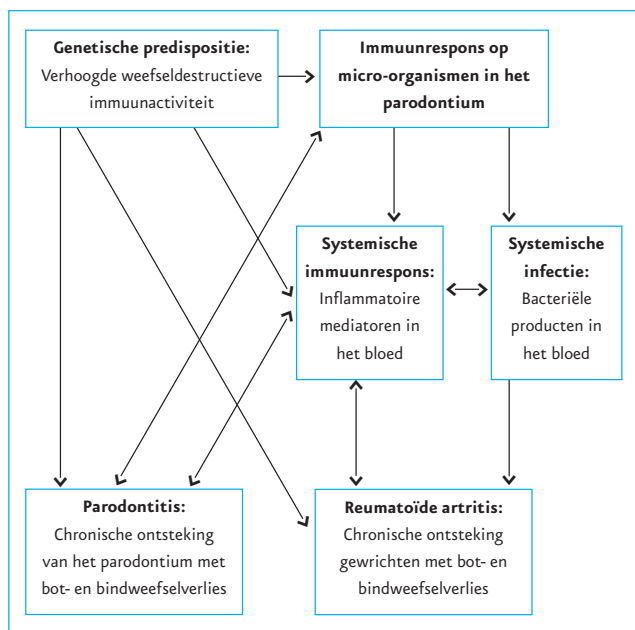 Genetische predispositie:
Verhoogde weefseldestructieve
immuunactiviteit
Immuunrespons op
micro-organismen in het
parodontium
Systemische
immuunrespons:
Inflammatoire
mediatoren in
het bloed
Systemische
infectie:
Bacteriële
producten in
het bloed
Parodontitis:
Chronische ontsteking
van het parodontium met
bot- en bindweefselverlies
Reumatoïde artritis:
Chronische ontsteking
gewrichten met bot- en
bindweefselverlies